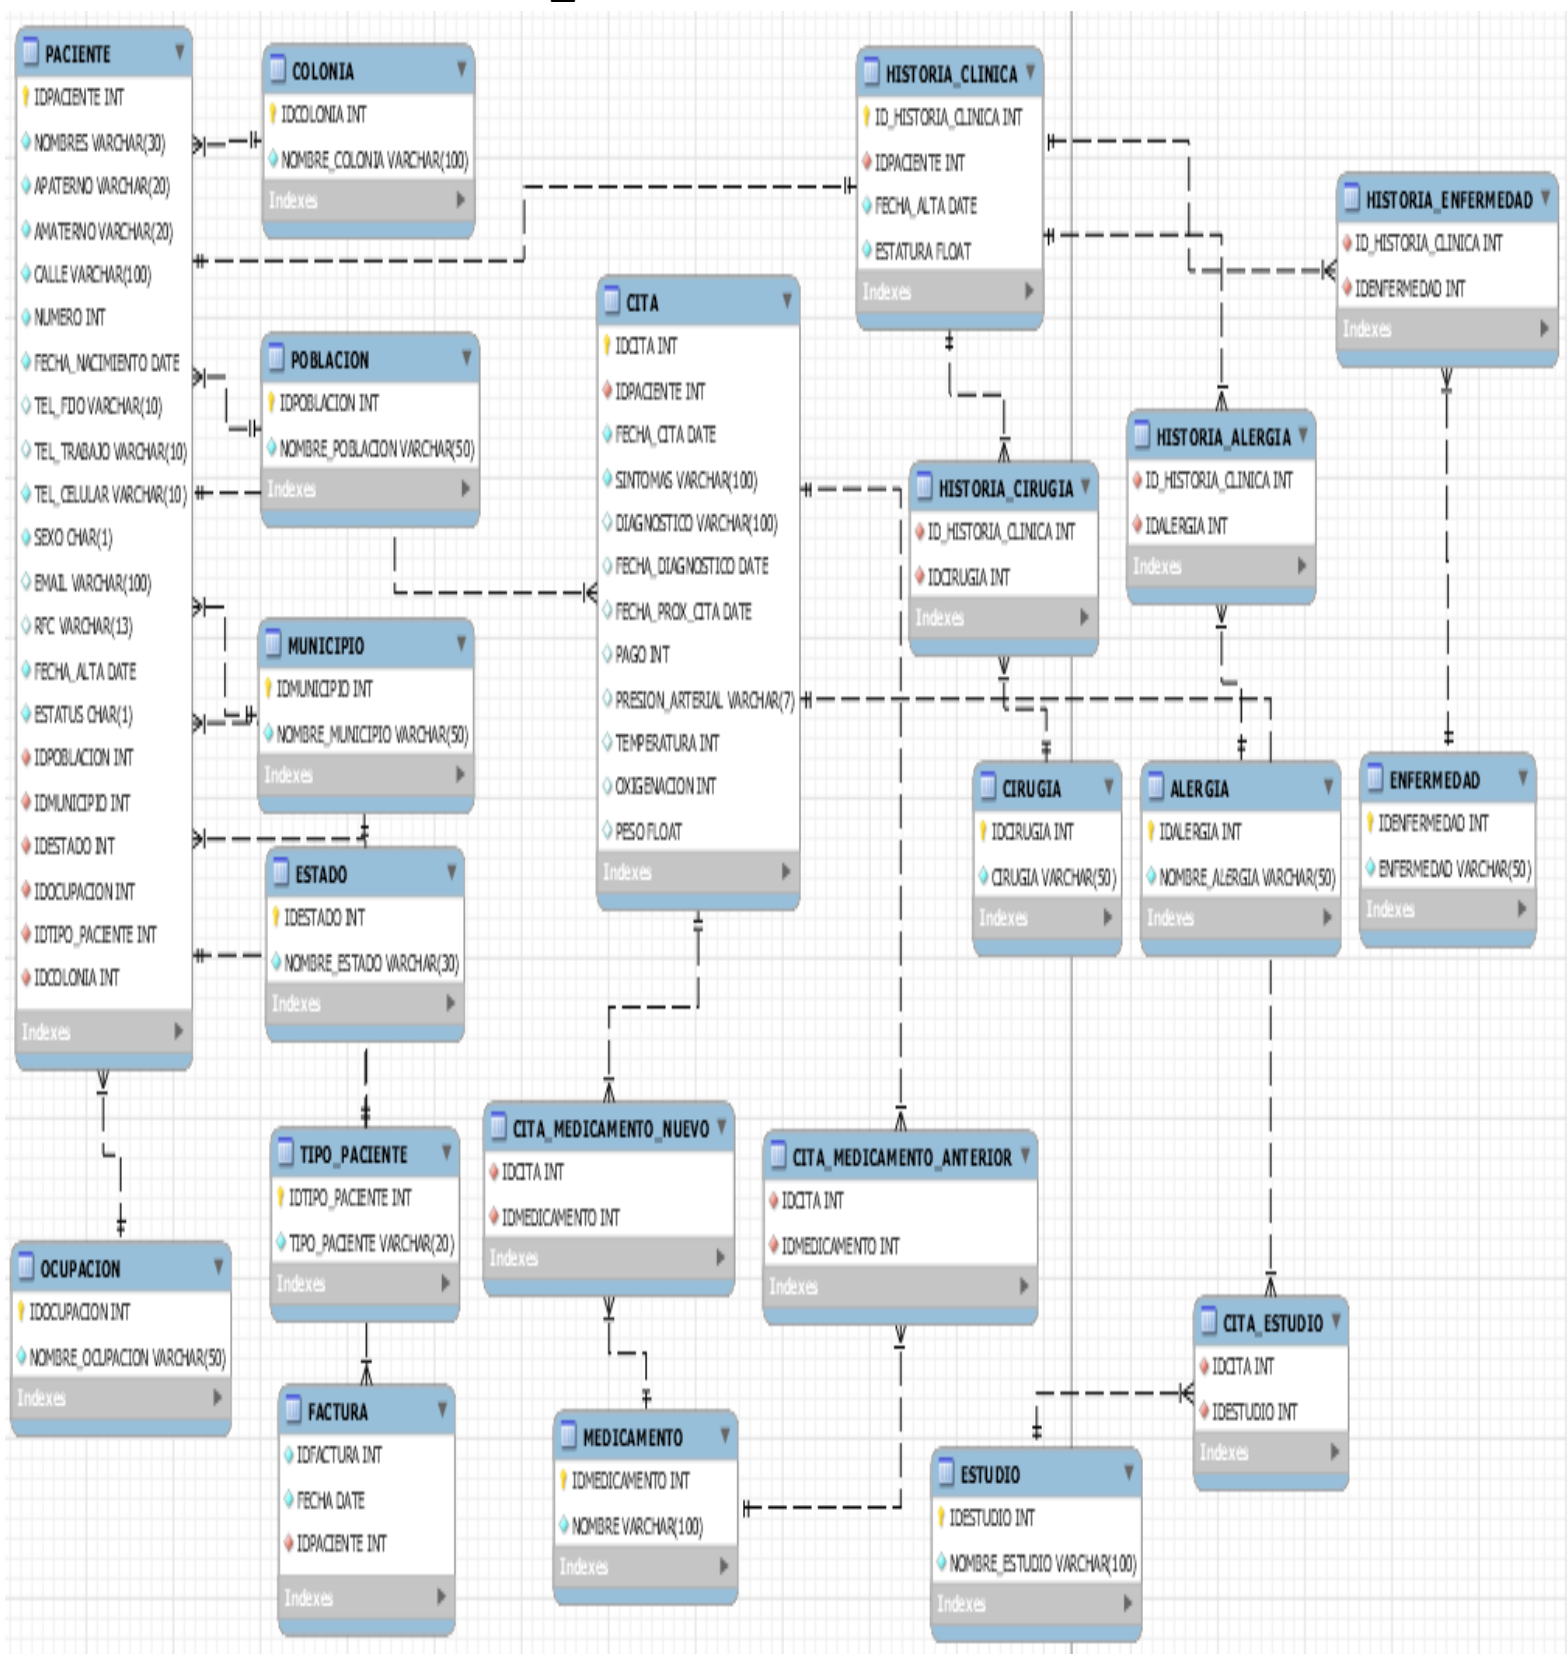 PACIENTE
IDPACIENTE INT
NOMBRES VARCHAR(30)
APATERNO VARCHAR(20)
AMATERNO VARCHAR(20)
CALLE VARCHAR(100)
NUMERO INT
FECHA_NACIMIENTO DATE
TEL_FIJO VARCHAR(10)
TEL_TRABAJO VARCHAR(10)
TEL_CELULAR VARCHAR(10)
SEXO CHAR(1)
EMAIL VARCHAR(100)
RFC VARCHAR(13)
FECHA_ALTA DATE
ESTATUS CHAR(1)
IDPOBLACION INT
IDMUNICIPIO INT
IDESTADO INT
IDOCUPACION INT
IDTIPO_PACIENTE INT
IDCOLONIA INT
Indexes
COLONIA
IDCOLONIA INT
NOMBRE_COLONIA VARCHAR(100)
Indexes
POBLACION
IDPOBLACION INT
NOMBRE_POBLACION VARCHAR(50)
Indexes
MUNICIPIO
IDMUNICIPIO INT
NOMBRE_MUNICIPIO VARCHAR(50)
Indexes
ESTADO
IDESTADO INT
NOMBRE_ESTADO VARCHAR(30)
Indexes
TIPO_PACIENTE
IDTIPO_PACIENTE INT
TIPO_PACIENTE VARCHAR(20)
Indexes
OCUPACION
IDOCUPACION INT
NOMBRE_OCUPACION VARCHAR(50)
Indexes
FACTURA
IDFACTURA INT
FECHA DATE
IDPACIENTE INT
Indexes
CITA
IDCITA INT
IDPACIENTE INT
FECHA_CITA DATE
SINTOMAS VARCHAR(100)
DIAGNOSTICO VARCHAR(100)
FECHA_DIAGNOSTICO DATE
FECHA_PROX_CITA DATE
PAGO INT
PRESION_ARTERIAL VARCHAR(7)
TEMPERATURA INT
OXIGENACION INT
PESO FLOAT
Indexes
CITA_MEDICAMENTO_NUEVO
IDCITA INT
IDMEDICAMENTO INT
Indexes
CITA_MEDICAMENTO_ANTERIOR
IDCITA INT
IDMEDICAMENTO INT
Indexes
MEDICAMENTO
IDMEDICAMENTO INT
NOMBRE VARCHAR(100)
Indexes
HISTORIA_CLINICA
ID_HISTORIA_CLINICA INT
IDPACIENTE INT
FECHA_ALTA DATE
ESTATURA FLOAT
Indexes
HISTORIA_ENFERMEDAD
ID_HISTORIA_CLINICA INT
IDENFERMEDAD INT
Indexes
HISTORIA_ALERGIA
ID_HISTORIA_CLINICA INT
IDALERGIA INT
Indexes
HISTORIA_CIRUGIA
ID_HISTORIA_CLINICA INT
IDCIRUGIA INT
Indexes
CIRUGIA
IDCIRUGIA INT
CIRUGIA VARCHAR(50)
Indexes
ALERGIA
IDALERGIA INT
NOMBRE_ALERGIA VARCHAR(50)
Indexes
ENFERMEDAD
IDENFERMEDAD INT
ENFERMEDAD VARCHAR(50)
Indexes
CITA_ESTUDIO
IDCITA INT
IDESTUDIO INT
Indexes
ESTUDIO
IDESTUDIO INT
NOMBRE_ESTUDIO VARCHAR(100)
Indexes